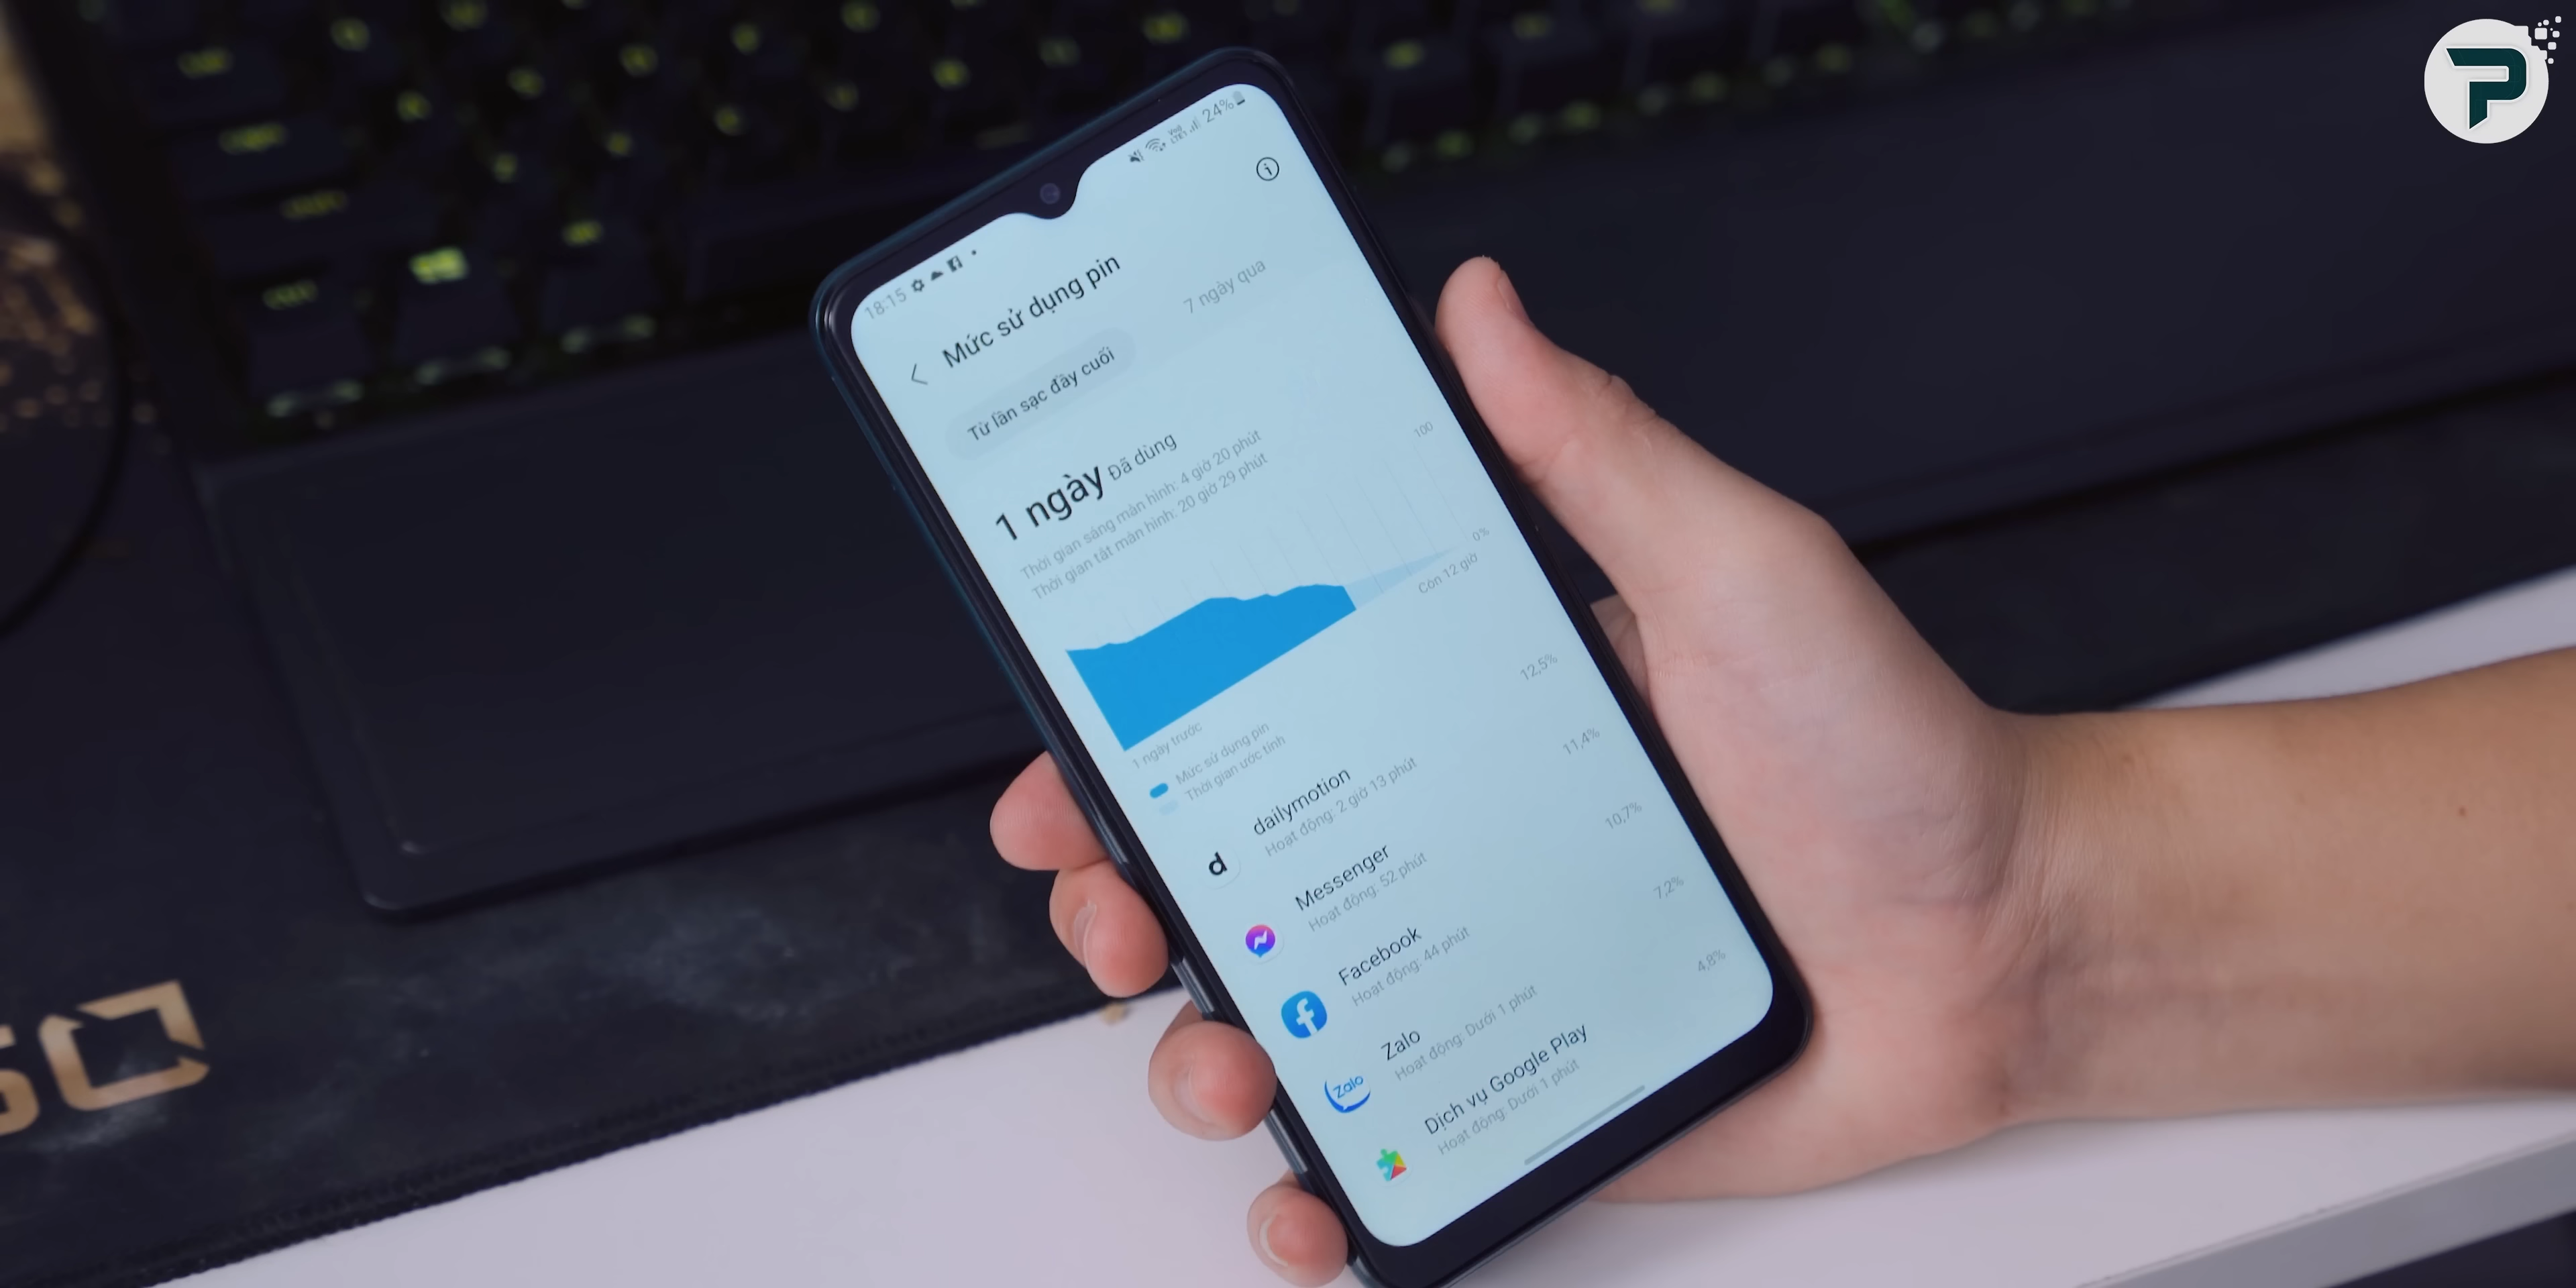 18:15
24%
Mức sử dụng pin
Từ lần sạc đầy cuối
7 ngày qua
1 ngày Đã dùng
Thời gian sáng màn hình: 4 giờ 20 phút
Thời gian tắt màn hình: 20 giờ 29 phút
100
0%
1 ngày trước
Còn 12 giờ
Mức sử dụng pin
Thời gian ước tính
d
dailymotion
12,5%
Hoạt động: 2 giờ 13 phút
Messenger
11,4%
Hoạt động: 52 phút
Facebook
10,7%
Hoạt động: 44 phút
Zalo
Zalo
7,2%
Hoạt động: Dưới 1 phút
Dịch vụ Google Play
4,8%
Hoạt động: Dưới 1 phút
P